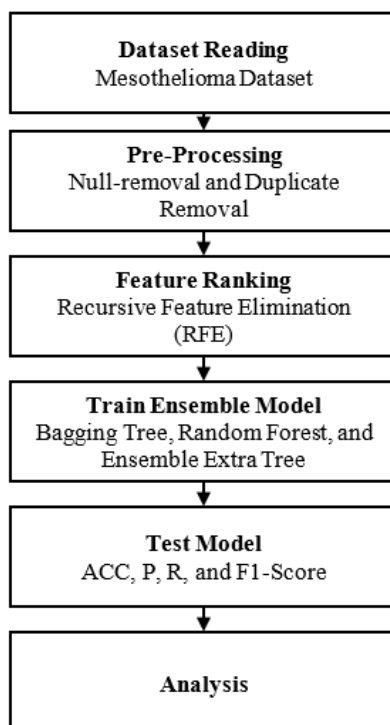 Dataset Reading
Mesothelioma Dataset
Pre-Processing
Null-removal and Duplicate
Removal
Feature Ranking
Recursive Feature Elimination
(RFE)
Train Ensemble Model
Bagging Tree, Random Forest, and
Ensemble Extra Tree
Test Model
ACC, P, R, and F1-Score
Analysis